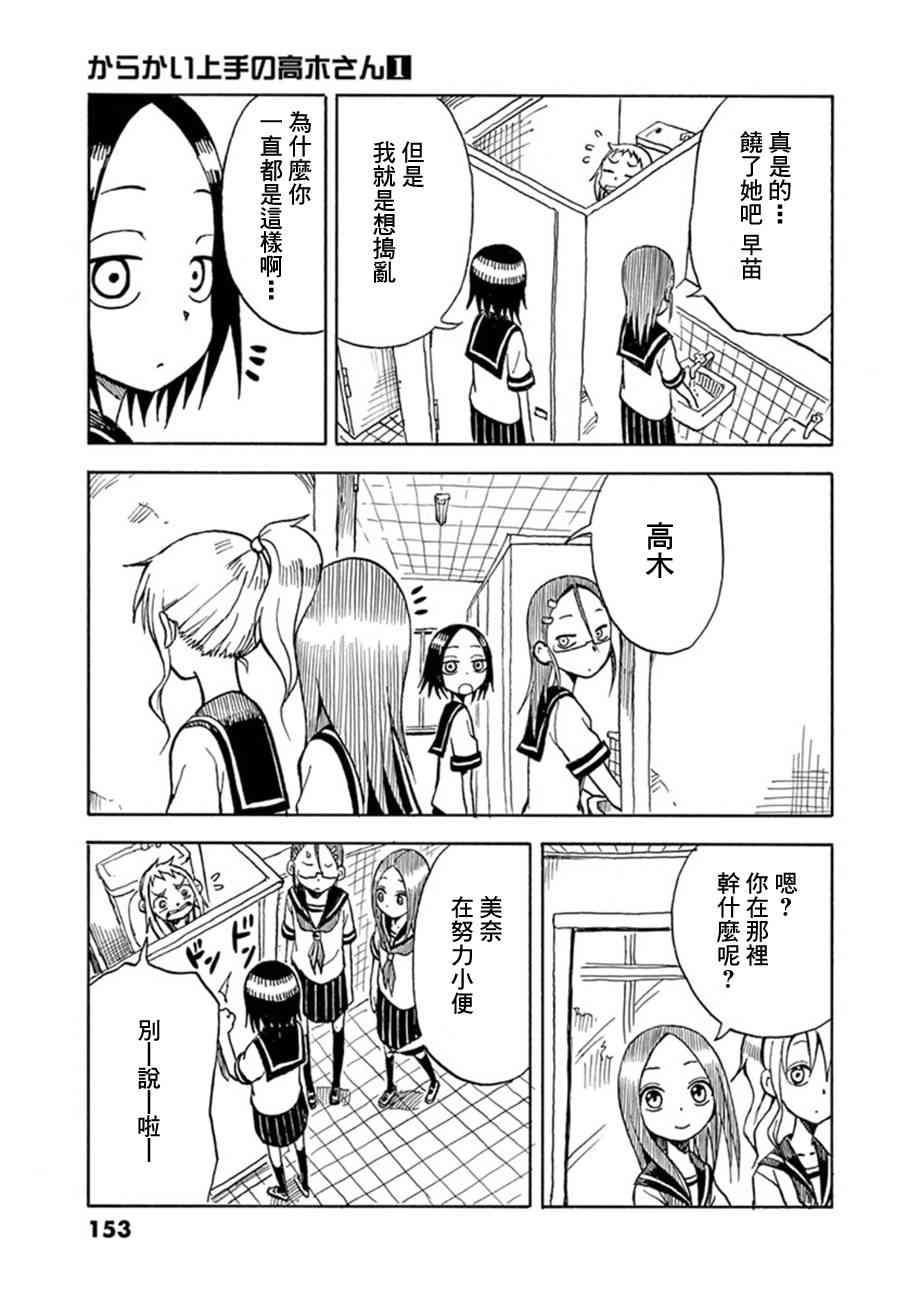 からかい上手の高木さん1
真是的…
饒了她吧 早苗
但是
我就是想搗亂
為什麼你
一直都是這樣啊…
高木
嗯?
你在那裡
幹什麼呢?
美奈
在努力小便
ドンドン
別ー說ー啦ー
153